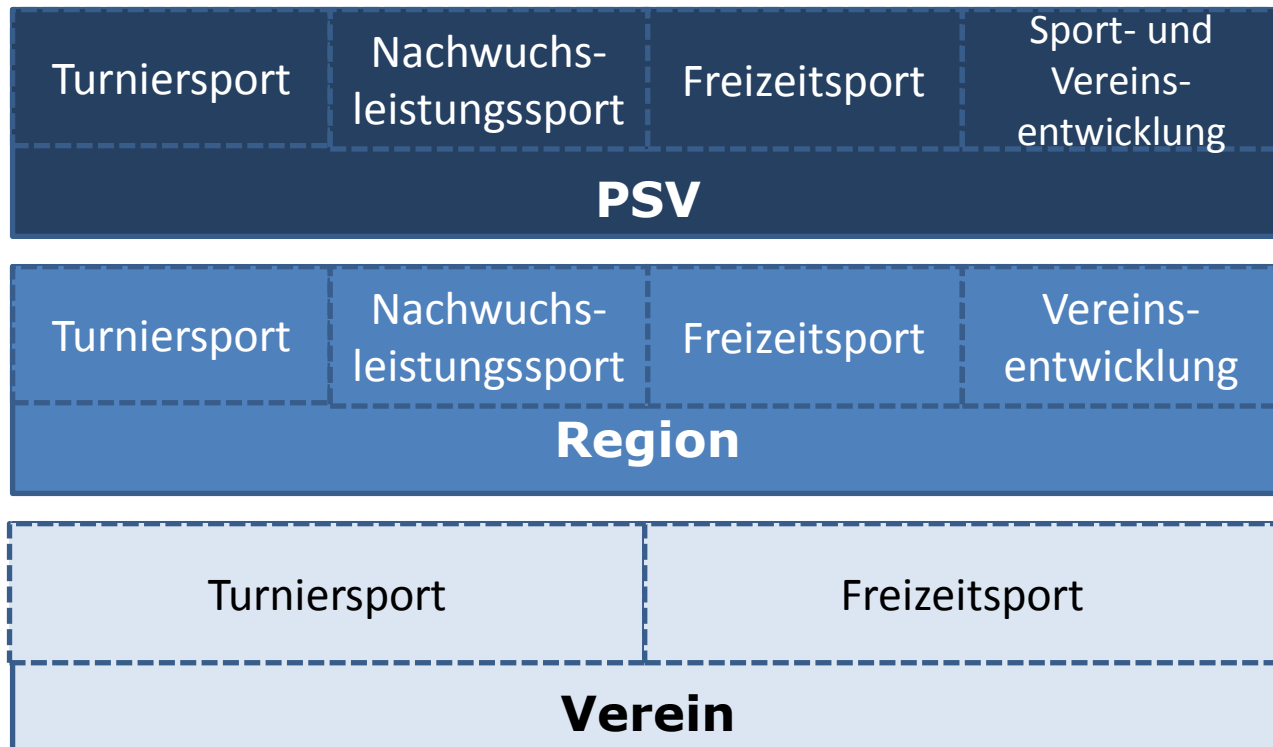 Turniersport
Nachwuchs-
leistungssport
Freizeitsport
Sport- und
Vereins-
entwicklung
PSV
Turniersport
Nachwuchs-
leistungssport
Freizeitsport
Vereins-
entwicklung
Region
Turniersport
Freizeitsport
Verein